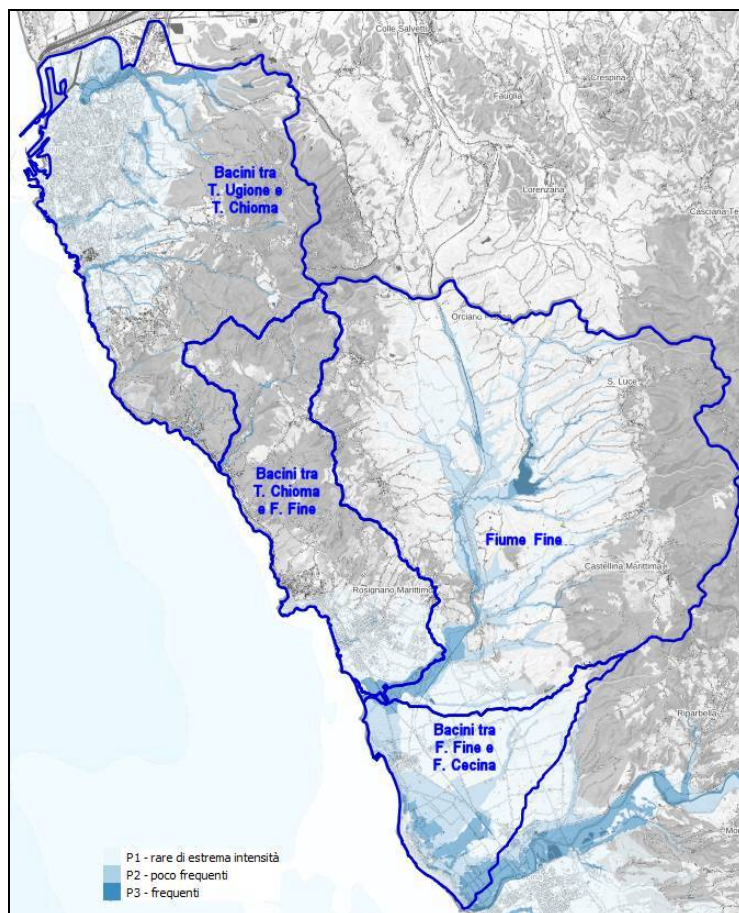 Colle Salvetti
Crespina
Fauglia
Bacini tra
T. Ugione e
T. Chioma
Lorenzana
Casciana Te
Orciano
S. Luce
Bacini tra
T. Chioma
e F. Fine
Fiume Fine
Castellina Marittima
Rosignano Marittimo
Bacini tra
F. Fine e
F. Cecina
Riparbella
Mo
P1 - rare di estrema intensità
P2 - poco frequenti
P3 - frequenti